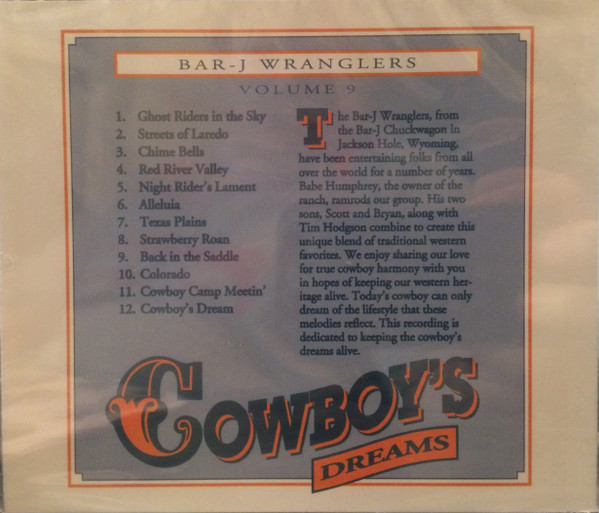 BAR-J WRANGLERS
VOLUME 9
1. Ghost Riders in the Sky
2. Streets of Laredo
3. Chime Bells
4. Red River Valley
5. Night Rider's Lament
6. Alleluia
7. Texas Plains
8. Strawberry Roan
9. Back in the Saddle
10. Colorado
11. Cowboy Camp Meetin'
12. Cowboy's Dream
The Bar-J Wranglers, from
the Bar-J Chuckwagon in
Jackson Hole, Wyoming,
have been entertaining folks from all
over the world for a number of years.
Babe Humphrey, the owner of the
ranch, ramrods our group. His two
sons, Scott and Bryan, along with
Tim Hodgson combine to create this
unique blend of traditional western
favorites. We enjoy sharing our love
for true cowboy harmony with you
in hopes of keeping our western her-
itage alive. Today's cowboy can only
dream of the lifestyle that these
melodies reflect. This recording is
dedicated to keeping the cowboy's
dreams alive.
COWBOY'S
DREAMS